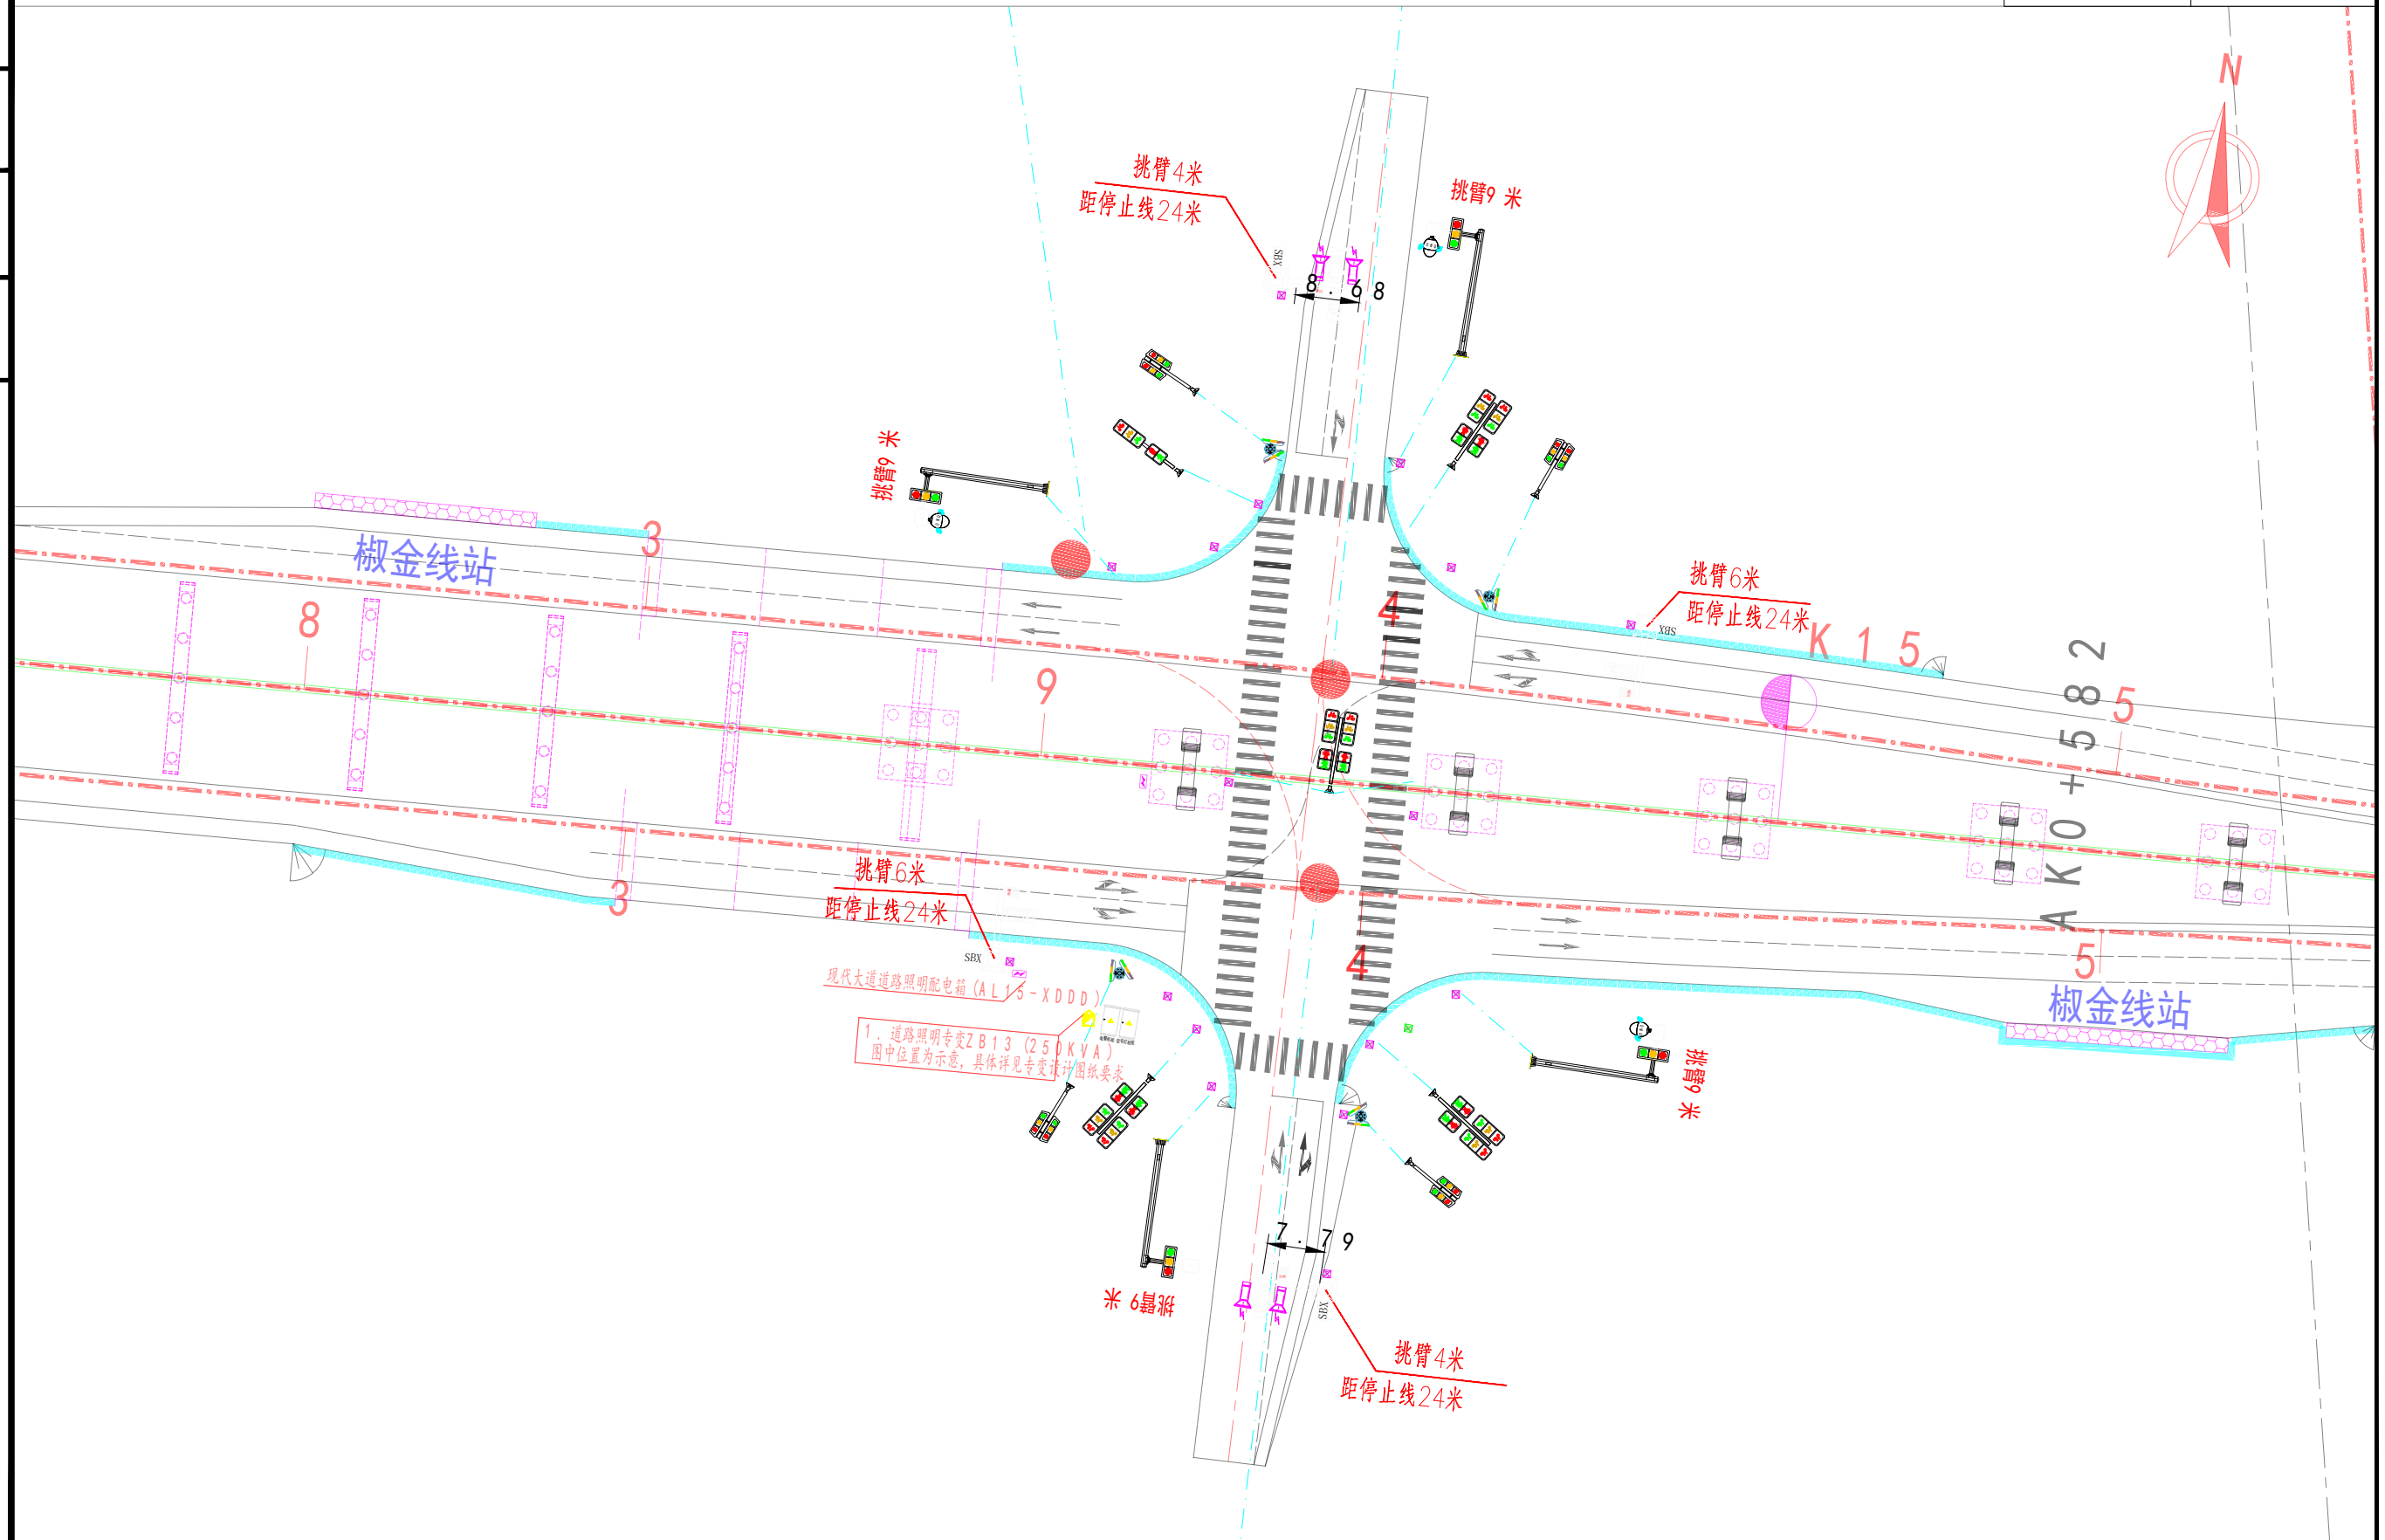 N
挑臂4米
距停止线24米
挑臂9 米
SBX
8.68
挑臂9 米
3
椒金线站
挑臂6米
距停止线24米
SBX
4
K15
8
9
5
AK0+582
挑臂6米
距停止线24米
3
SBX
4
5
现代大道道路照明配电箱(AL15-XDDD)
椒金线站
1.道路照明专变ZB13(250KVA)
图中位置为示意,具体详见专变设计图纸要求
挑臂9 米
7.79
挑臂9 米
SBX
挑臂4米
距停止线24米